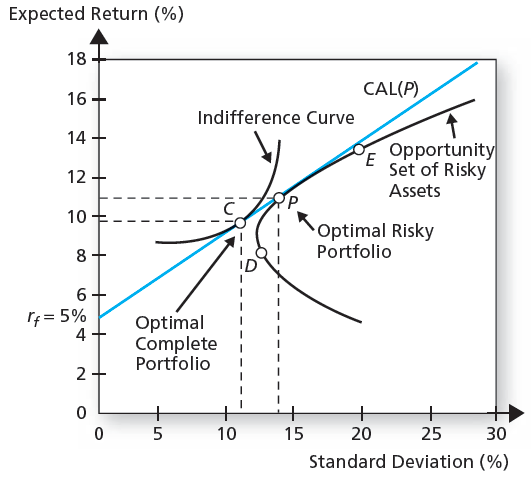 Expected Return (%)
18
16
14
12
10
8
6
4
2
0
r_f = 5%
CAL(P)
Indifference Curve
E
Opportunity
Set of Risky
Assets
C
P
Optimal Risky
Portfolio
D
Optimal
Complete
Portfolio
0 5 10 15 20 25 30
Standard Deviation (%)